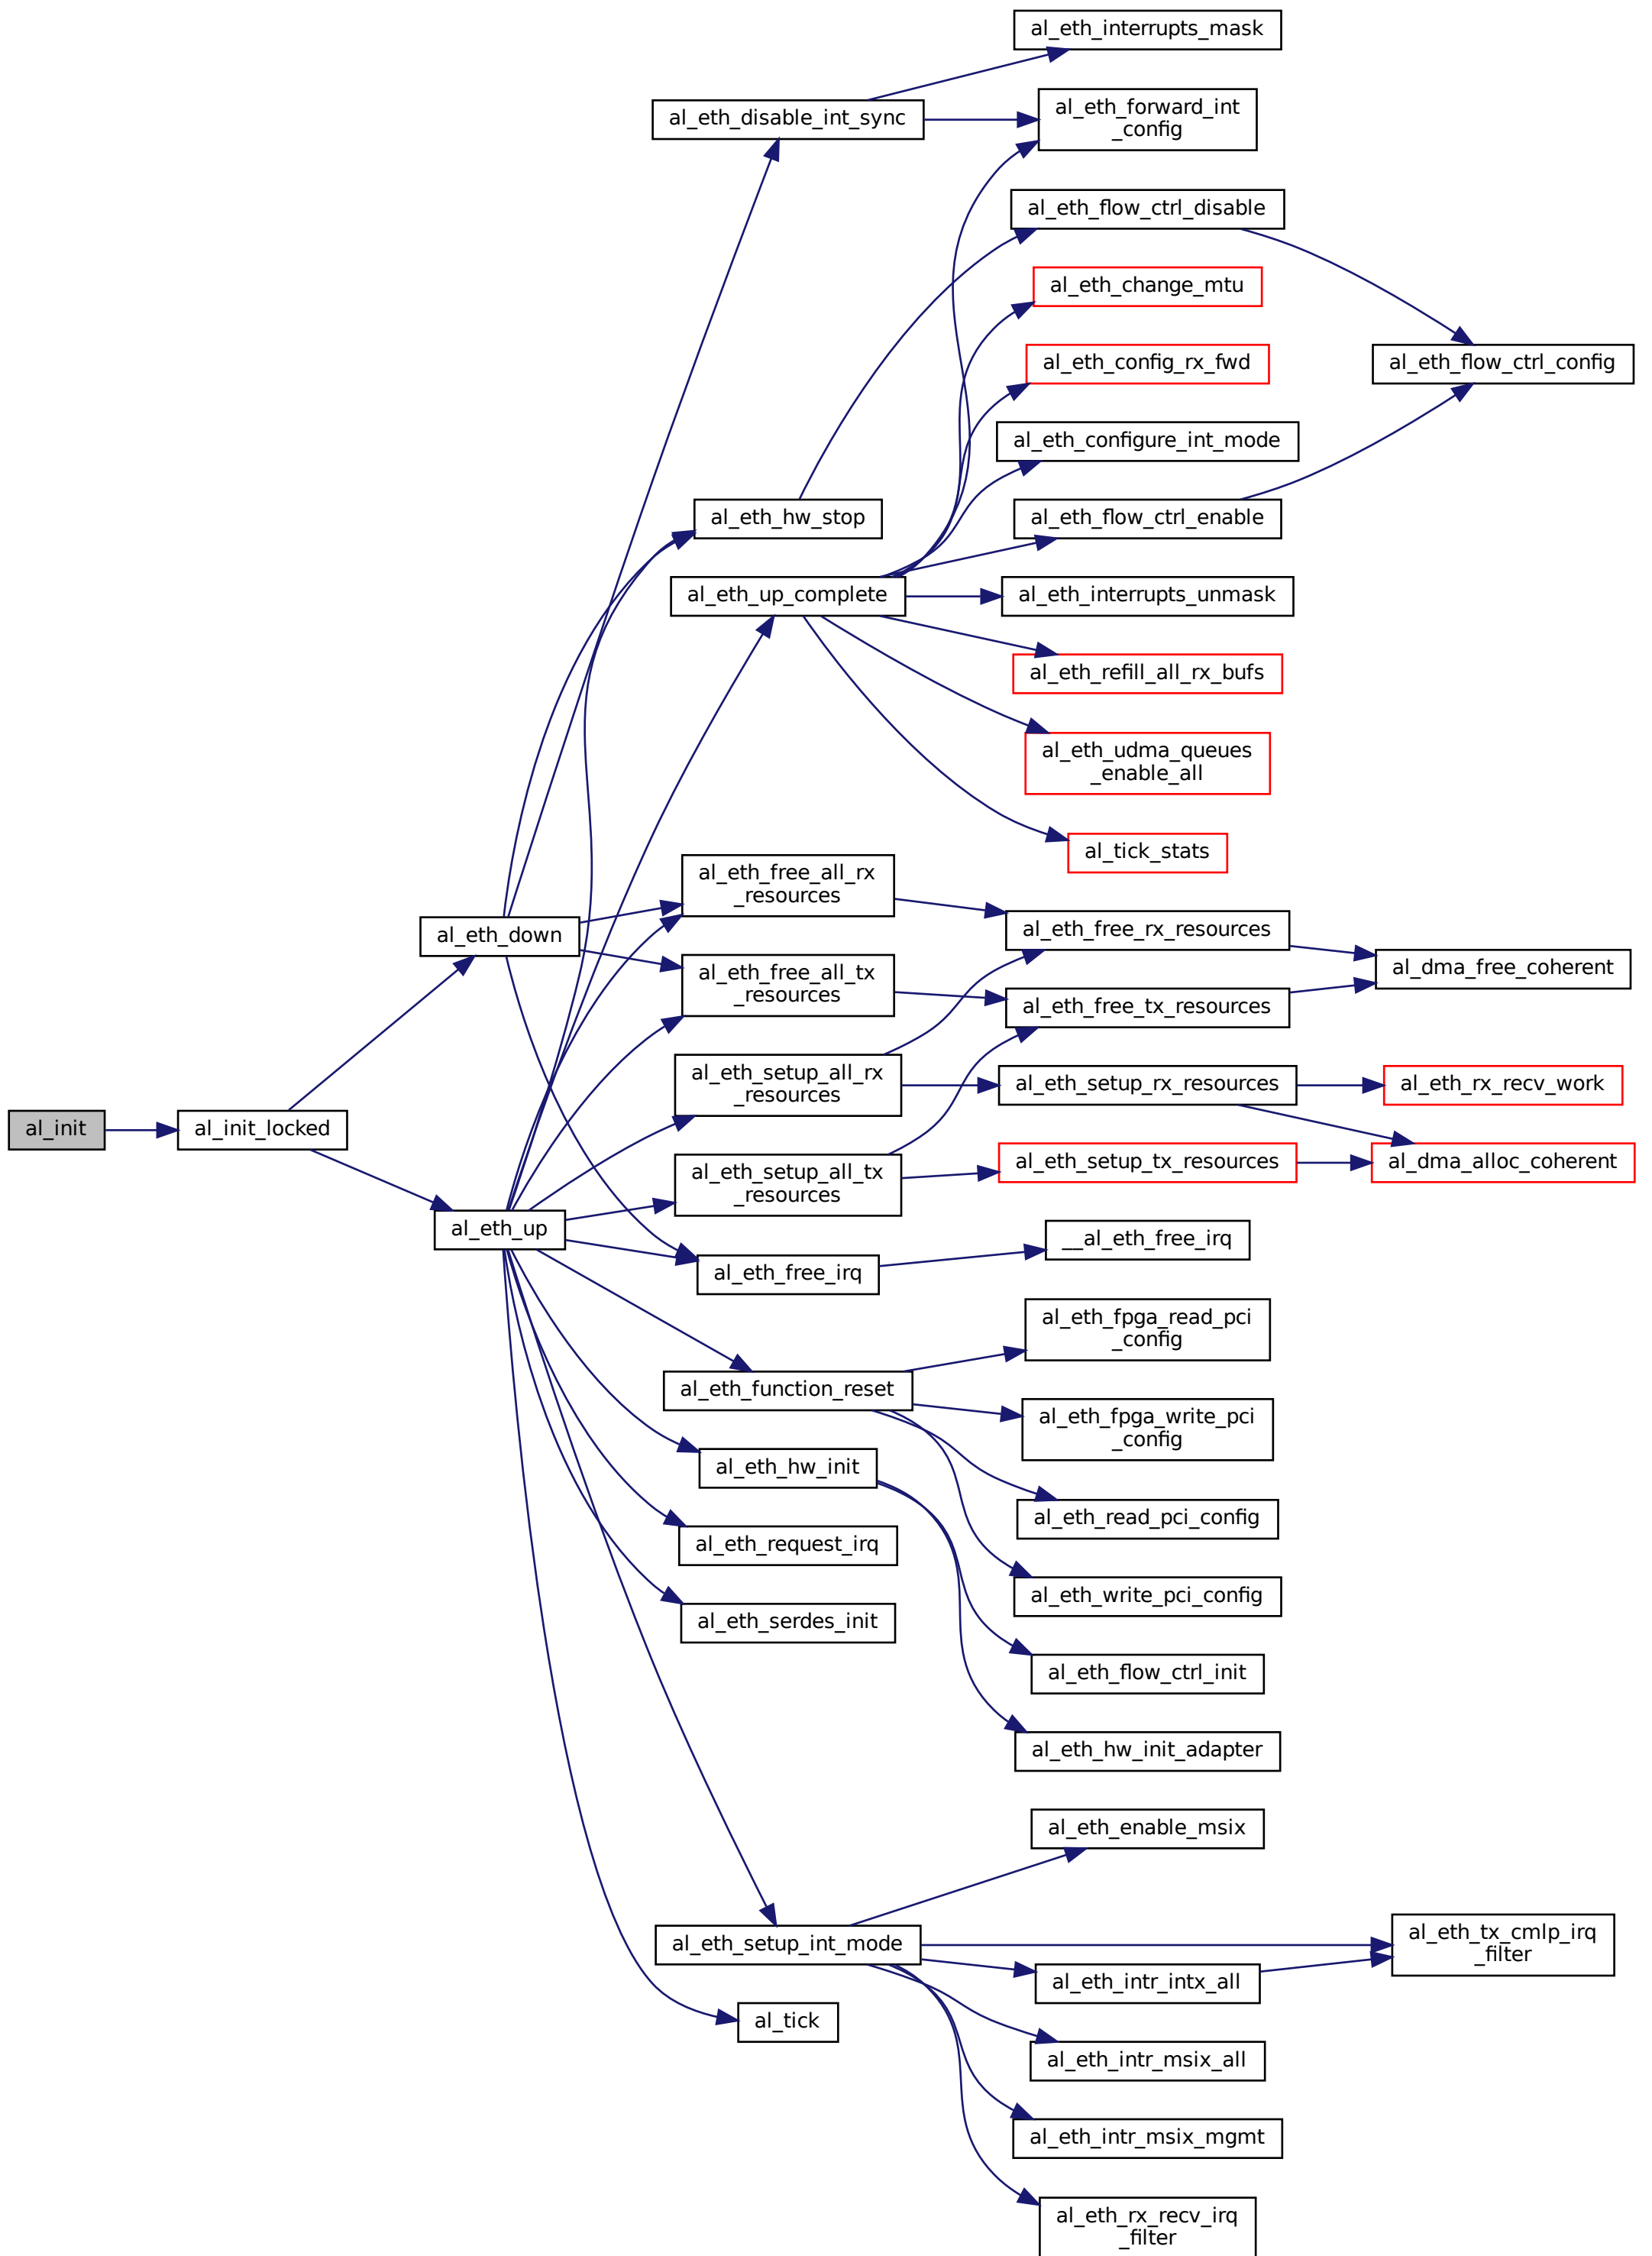 al_eth_interrupts_mask
al_eth_disable_int_sync
al_eth_forward_int
_config
al_eth_flow_ctrl_disable
al_eth_change_mtu
al_eth_config_rx_fwd
al_eth_flow_ctrl_config
al_eth_configure_int_mode
al_eth_hw_stop
al_eth_flow_ctrl_enable
al_eth_up_complete
al_eth_interrupts_unmask
al_eth_refill_all_rx_bufs
al_eth_udma_queues
_enable_all
al_tick_stats
al_eth_free_all_rx
_resources
al_eth_down
al_eth_free_rx_resources
al_dma_free_coherent
al_eth_free_all_tx
_resources
al_eth_free_tx_resources
al_eth_setup_all_rx
_resources
al_eth_setup_rx_resources
al_eth_rx_recv_work
al_init
al_init_locked
al_eth_setup_all_tx
_resources
al_eth_setup_tx_resources
al_dma_alloc_coherent
al_eth_up
__al_eth_free_irq
al_eth_free_irq
al_eth_fpga_read_pci
_config
al_eth_function_reset
al_eth_fpga_write_pci
_config
al_eth_hw_init
al_eth_read_pci_config
al_eth_request_irq
al_eth_write_pci_config
al_eth_serdes_init
al_eth_flow_ctrl_init
al_eth_hw_init_adapter
al_eth_enable_msix
al_eth_setup_int_mode
al_eth_tx_cmlp_irq
_filter
al_eth_intr_intx_all
al_tick
al_eth_intr_msix_all
al_eth_intr_msix_mgmt
al_eth_rx_recv_irq
_filter